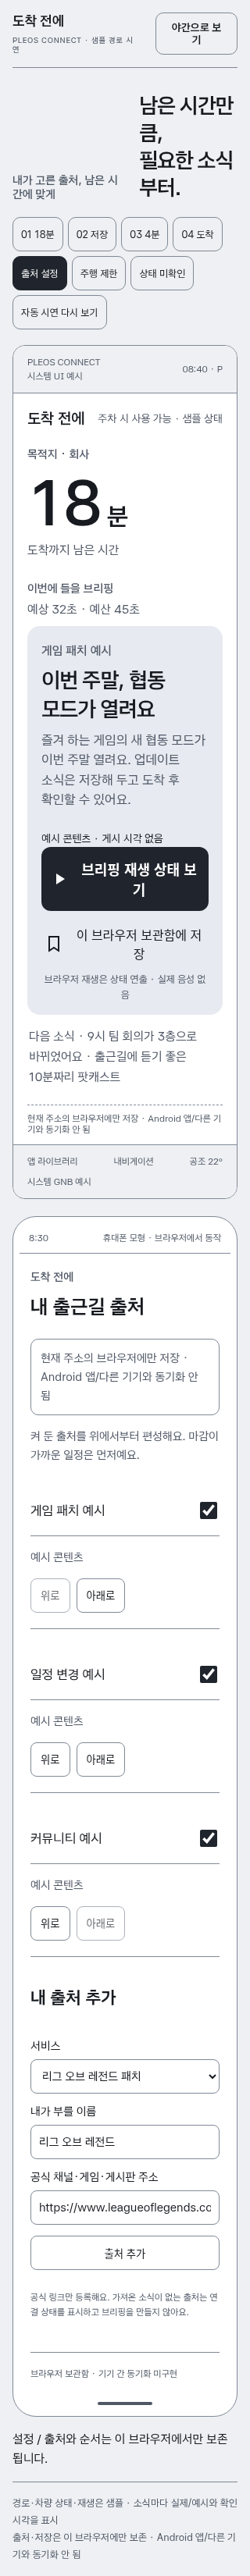 도착 전에
PLEOS CONNECT · 샘플 경로 시
연
야간으로 보
기
내가 고른 출처, 남은 시
간에 맞게
남은 시간만
큼,
필요한 소식
부터.
01 18분
02 저장
03 4분
04 도착
출처 설정
주행 제한
상태 미확인
자동 시연 다시 보기
PLEOS CONNECT
시스템 UI 예시
08:40 · P
도착 전에
주차 시 사용 가능 · 샘플 상태
목적지 · 회사
18분
도착까지 남은 시간
이번에 들을 브리핑
예상 32초 · 예산 45초
게임 패치 예시
이번 주말, 협동
모드가 열려요
즐겨 하는 게임의 새 협동 모드가
이번 주말 열려요. 업데이트
소식은 저장해 두고 도착 후
확인할 수 있어요.
예시 콘텐츠 · 게시 시각 없음
브리핑 재생 상태 보
기
이 브라우저 보관함에 저
장
브라우저 재생은 상태 연출 · 실제 음성 없
음
다음 소식 · 9시 팀 회의가 3층으로
바뀌었어요 · 출근길에 듣기 좋은
10분짜리 팟캐스트
현재 주소의 브라우저에만 저장 · Android 앱/다른 기
기와 동기화 안 됨
앱 라이브러리
내비게이션
공조 22°
시스템 GNB 예시
8:30
휴대폰 모형 · 브라우저에서 동작
도착 전에
내 출근길 출처
현재 주소의 브라우저에만 저장 ·
Android 앱/다른 기기와 동기화 안
됨
켜 둔 출처를 위에서부터 편성해요. 마감이
가까운 일정은 먼저예요.
게임 패치 예시
예시 콘텐츠
위로
아래로
일정 변경 예시
예시 콘텐츠
위로
아래로
커뮤니티 예시
예시 콘텐츠
위로
아래로
내 출처 추가
서비스
리그 오브 레전드 패치
내가 부를 이름
리그 오브 레전드
공식 채널·게임·게시판 주소
https://www.leagueoflegends.cc
출처 추가
공식 링크만 등록해요. 가져온 소식이 없는 출처는 연
결 상태를 표시하고 브리핑을 만들지 않아요.
브라우저 보관함 · 기기 간 동기화 미구현
설정 / 출처와 순서는 이 브라우저에서만 보존
됩니다.
경로·차량 상태·재생은 샘플 · 소식마다 실제/예시와 확인
시각을 표시
출처·저장은 이 브라우저에만 보존 · Android 앱/다른 기
기와 동기화 안 됨